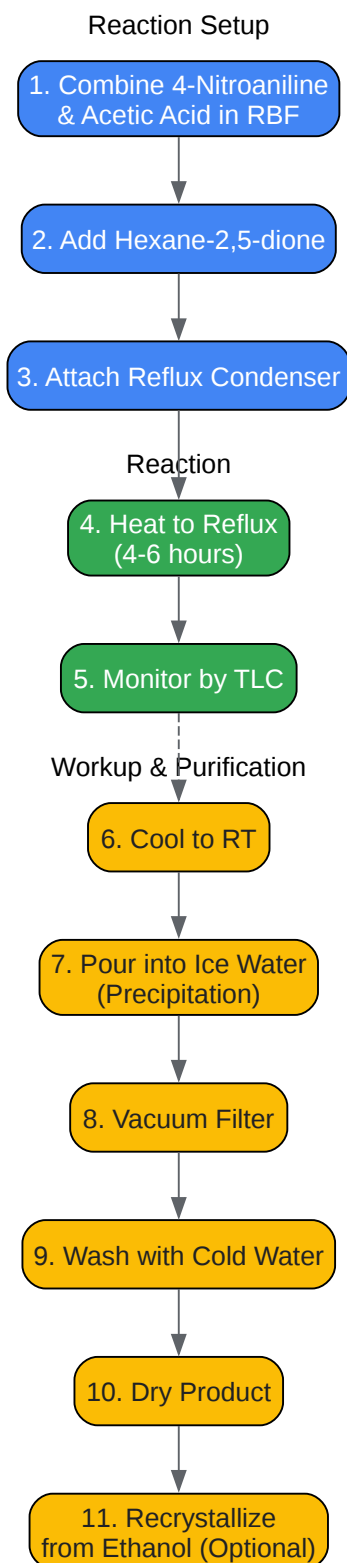 Reaction Setup
1. Combine 4-Nitroaniline
& Acetic Acid in RBF
2. Add Hexane-2,5-dione
3. Attach Reflux Condenser
Reaction
4. Heat to Reflux
(4-6 hours)
5. Monitor by TLC
Workup & Purification
6. Cool to RT
7. Pour into Ice Water
(Precipitation)
8. Vacuum Filter
9. Wash with Cold Water
10. Dry Product
11. Recrystallize
from Ethanol (Optional)